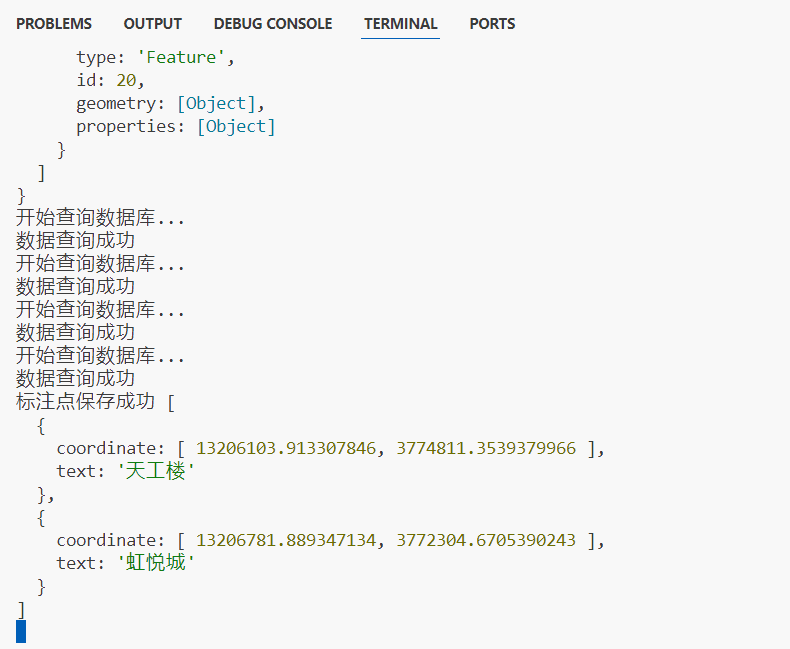 PROBLEMS OUTPUT DEBUG CONSOLE TERMINAL PORTS
type: 'Feature',
id: 20,
geometry: [Object],
properties: [Object]
}
]
}
开始查询数据库...
数据查询成功
开始查询数据库...
数据查询成功
开始查询数据库...
数据查询成功
开始查询数据库...
数据查询成功
标注点保存成功 [
{
coordinate: [ 13206103.913307846, 3774811.3539379966 ],
text: '天工楼'
},
{
coordinate: [ 13206781.889347134, 3772304.6705390243 ],
text: '虹悦城'
}
]